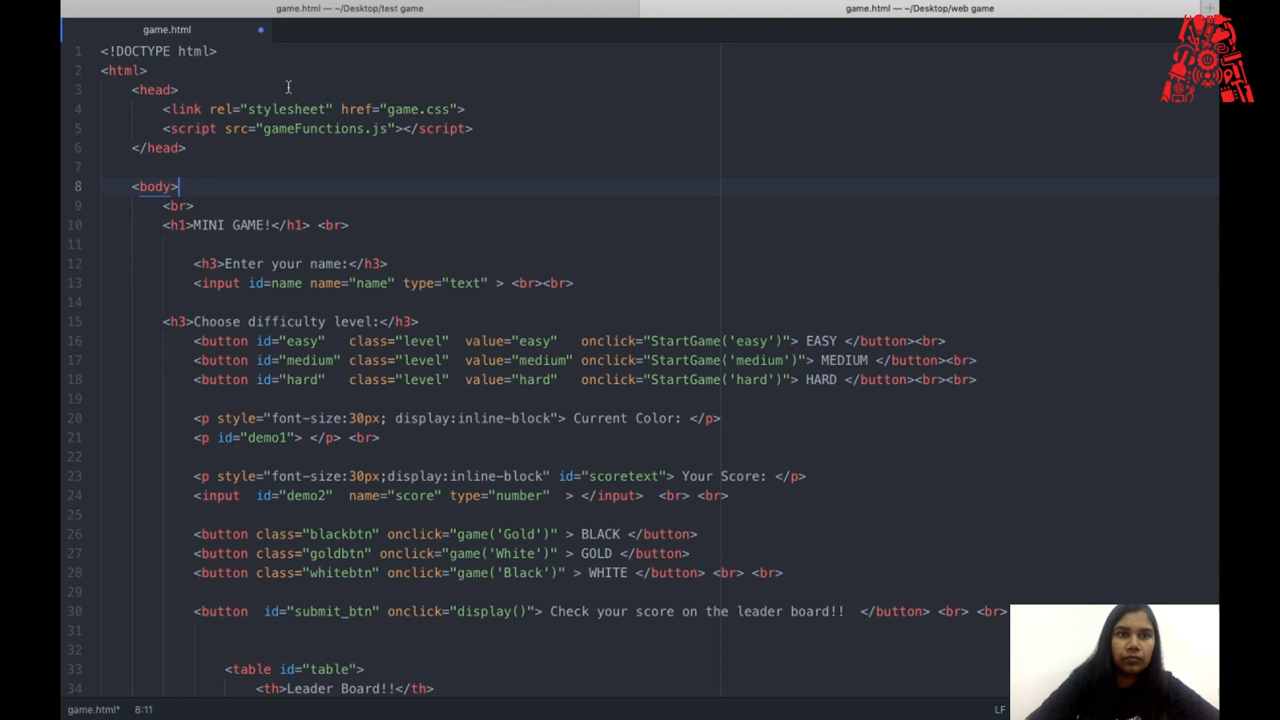 game.html — ~/Desktop/test game
game.html — ~/Desktop/web game
+
game.html
1 <!DOCTYPE html>
2 <html>
3 <head>
4 <link rel="stylesheet" href="game.css">
5 <script src="gameFunctions.js"></script>
6 </head>
7
8 <body>
9 <br>
10 <h1>MINI GAME!</h1> <br>
11
12 <h3>Enter your name:</h3>
13 <input id=name name="name" type="text" > <br><br>
14
15 <h3>Choose difficulty level:</h3>
16 <button id="easy" class="level" value="easy" onclick="StartGame('easy')"> EASY </button><br>
17 <button id="medium" class="level" value="medium" onclick="StartGame('medium')"> MEDIUM </button><br>
18 <button id="hard" class="level" value="hard" onclick="StartGame('hard')"> HARD </button><br><br>
19
20 <p style="font-size:30px; display:inline-block"> Current Color: </p>
21 <p id="demo1"> </p> <br>
22
23 <p style="font-size:30px;display:inline-block" id="scoretext"> Your Score: </p>
24 <input id="demo2" name="score" type="number" > </input> <br> <br>
25
26 <button class="blackbtn" onclick="game('Gold')" > BLACK </button>
27 <button class="goldbtn" onclick="game('White')" > GOLD </button>
28 <button class="whitebtn" onclick="game('Black')" > WHITE </button> <br> <br>
29
30 <button id="submit_btn" onclick="display()"> Check your score on the leader board!! </button> <br> <br>
31
32
33 <table id="table">
34 <th>Leader Board!!</th>
game.html* 8:11 LF